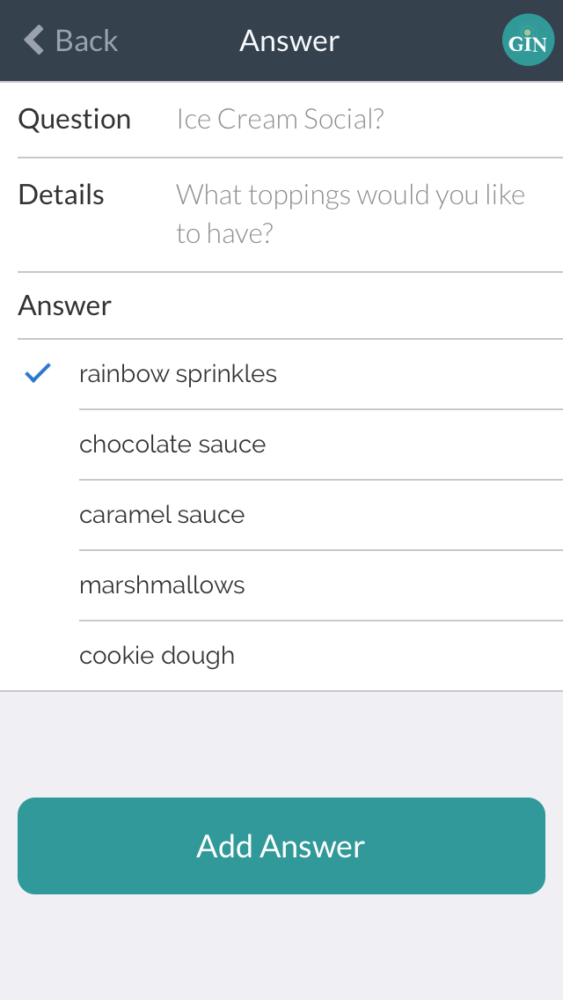 Back Answer GiN
Question Ice Cream Social?
Details What toppings would you like
to have?
Answer
rainbow sprinkles
chocolate sauce
caramel sauce
marshmallows
cookie dough
Add Answer